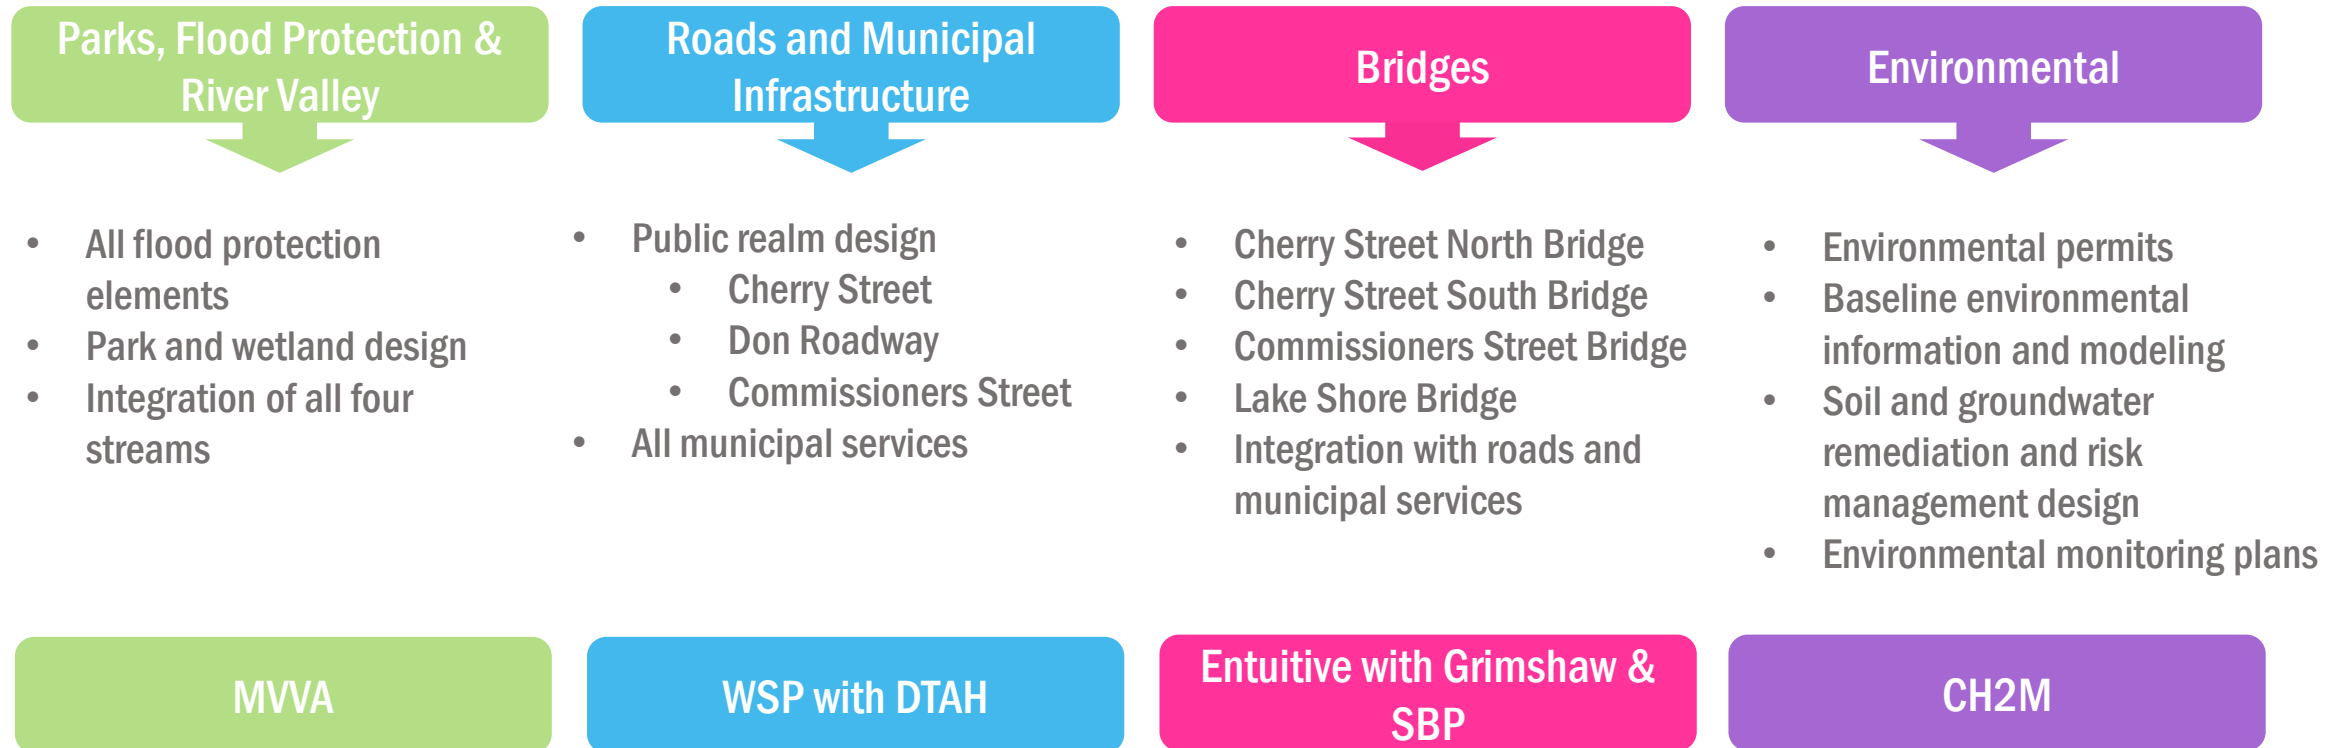 Parks, Flood Protection &
River Valley
Roads and Municipal
Infrastructure
Bridges
Environmental
• All flood protection
elements
• Park and wetland design
• Integration of all four
streams
• Public realm design
• Cherry Street
• Don Roadway
• Commissioners Street
• All municipal services
• Cherry Street North Bridge
• Cherry Street South Bridge
• Commissioners Street Bridge
• Lake Shore Bridge
• Integration with roads and
municipal services
• Environmental permits
• Baseline environmental
information and modeling
• Soil and groundwater
remediation and risk
management design
• Environmental monitoring plans
MVVA
WSP with DTAH
Entuitive with Grimshaw &
SBP
CH2M